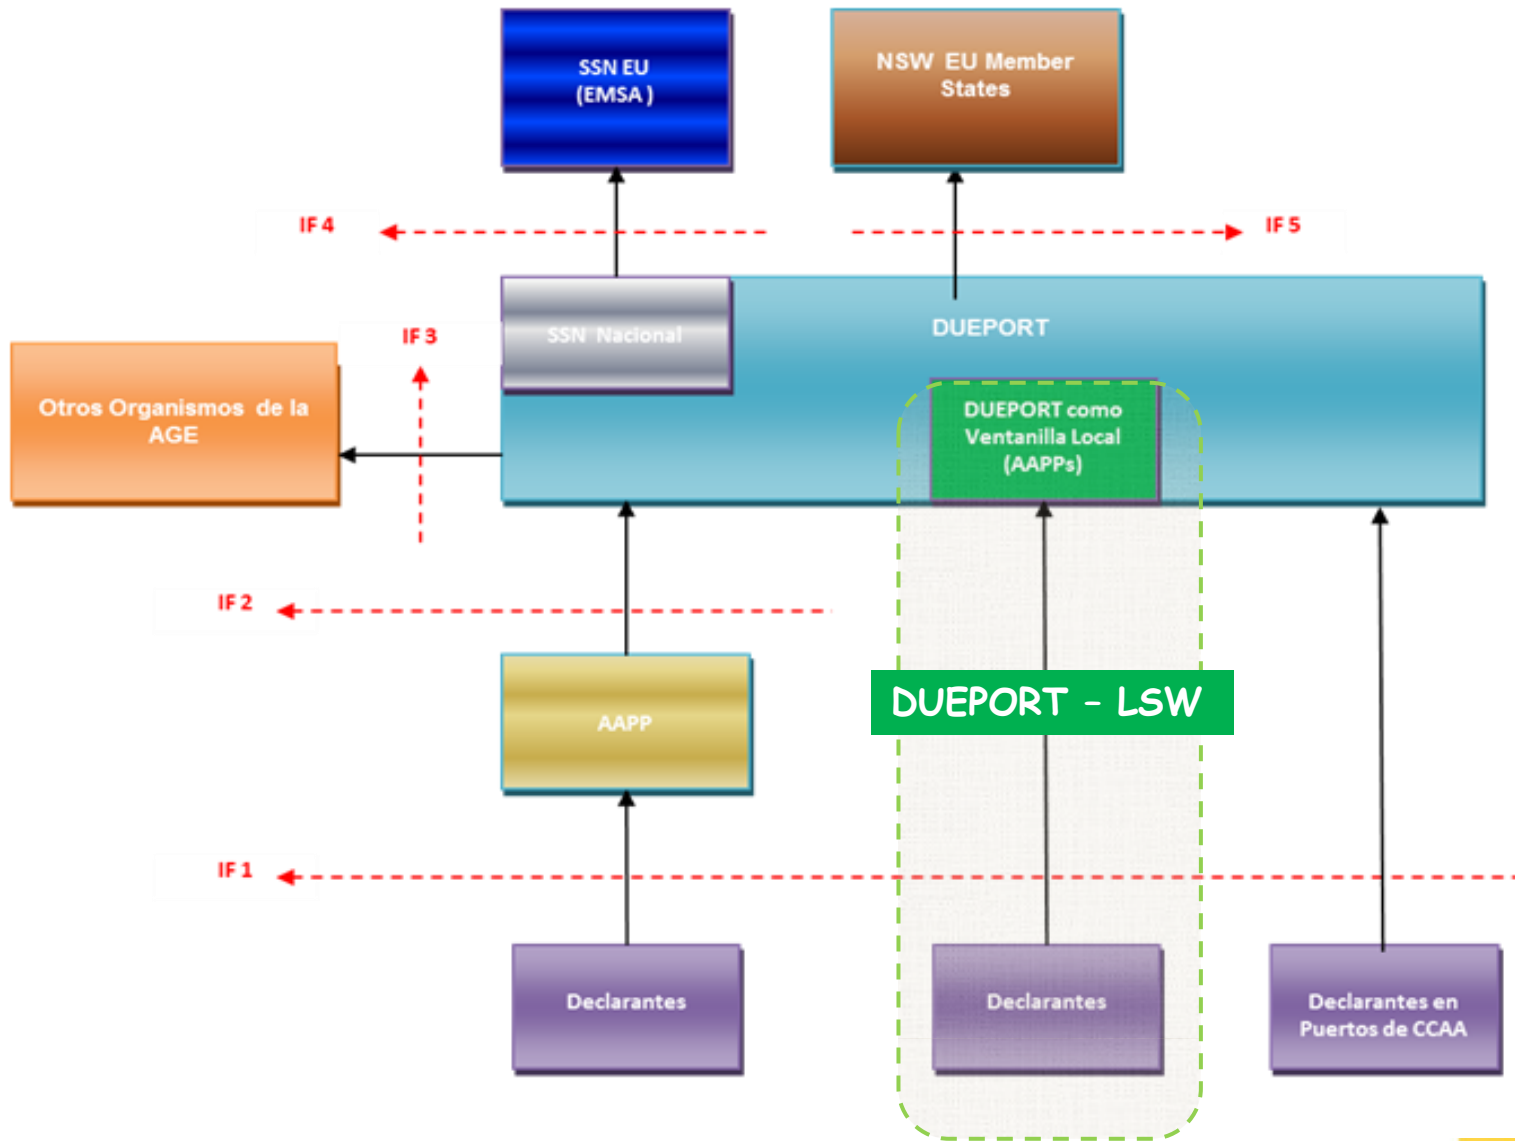 SSN EU
(EMSA )
NSW EU Member
States
IF 4
IF 5
SSN Nacional
DUEPORT
IF 3
Otros Organismos de la
AGE
DUEPORT como
Ventanilla Local
(AAPPs)
IF 2
AAPP
DUEPORT - LSW
IF 1
Declarantes
Declarantes
Declarantes en
Puertos de CCAA